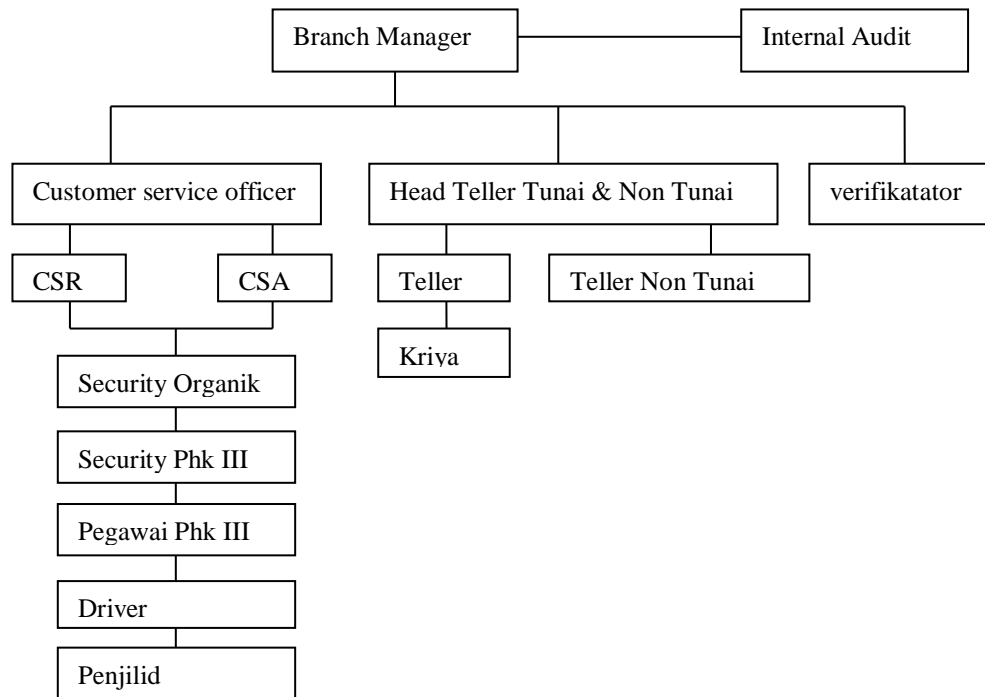 Branch Manager
Internal Audit
Customer service officer
Head Teller Tunai & Non Tunai
verifikatator
CSR
CSA
Teller
Teller Non Tunai
Kriya
Security Organik
Security Phk III
Pegawai Phk III
Driver
Penjilid